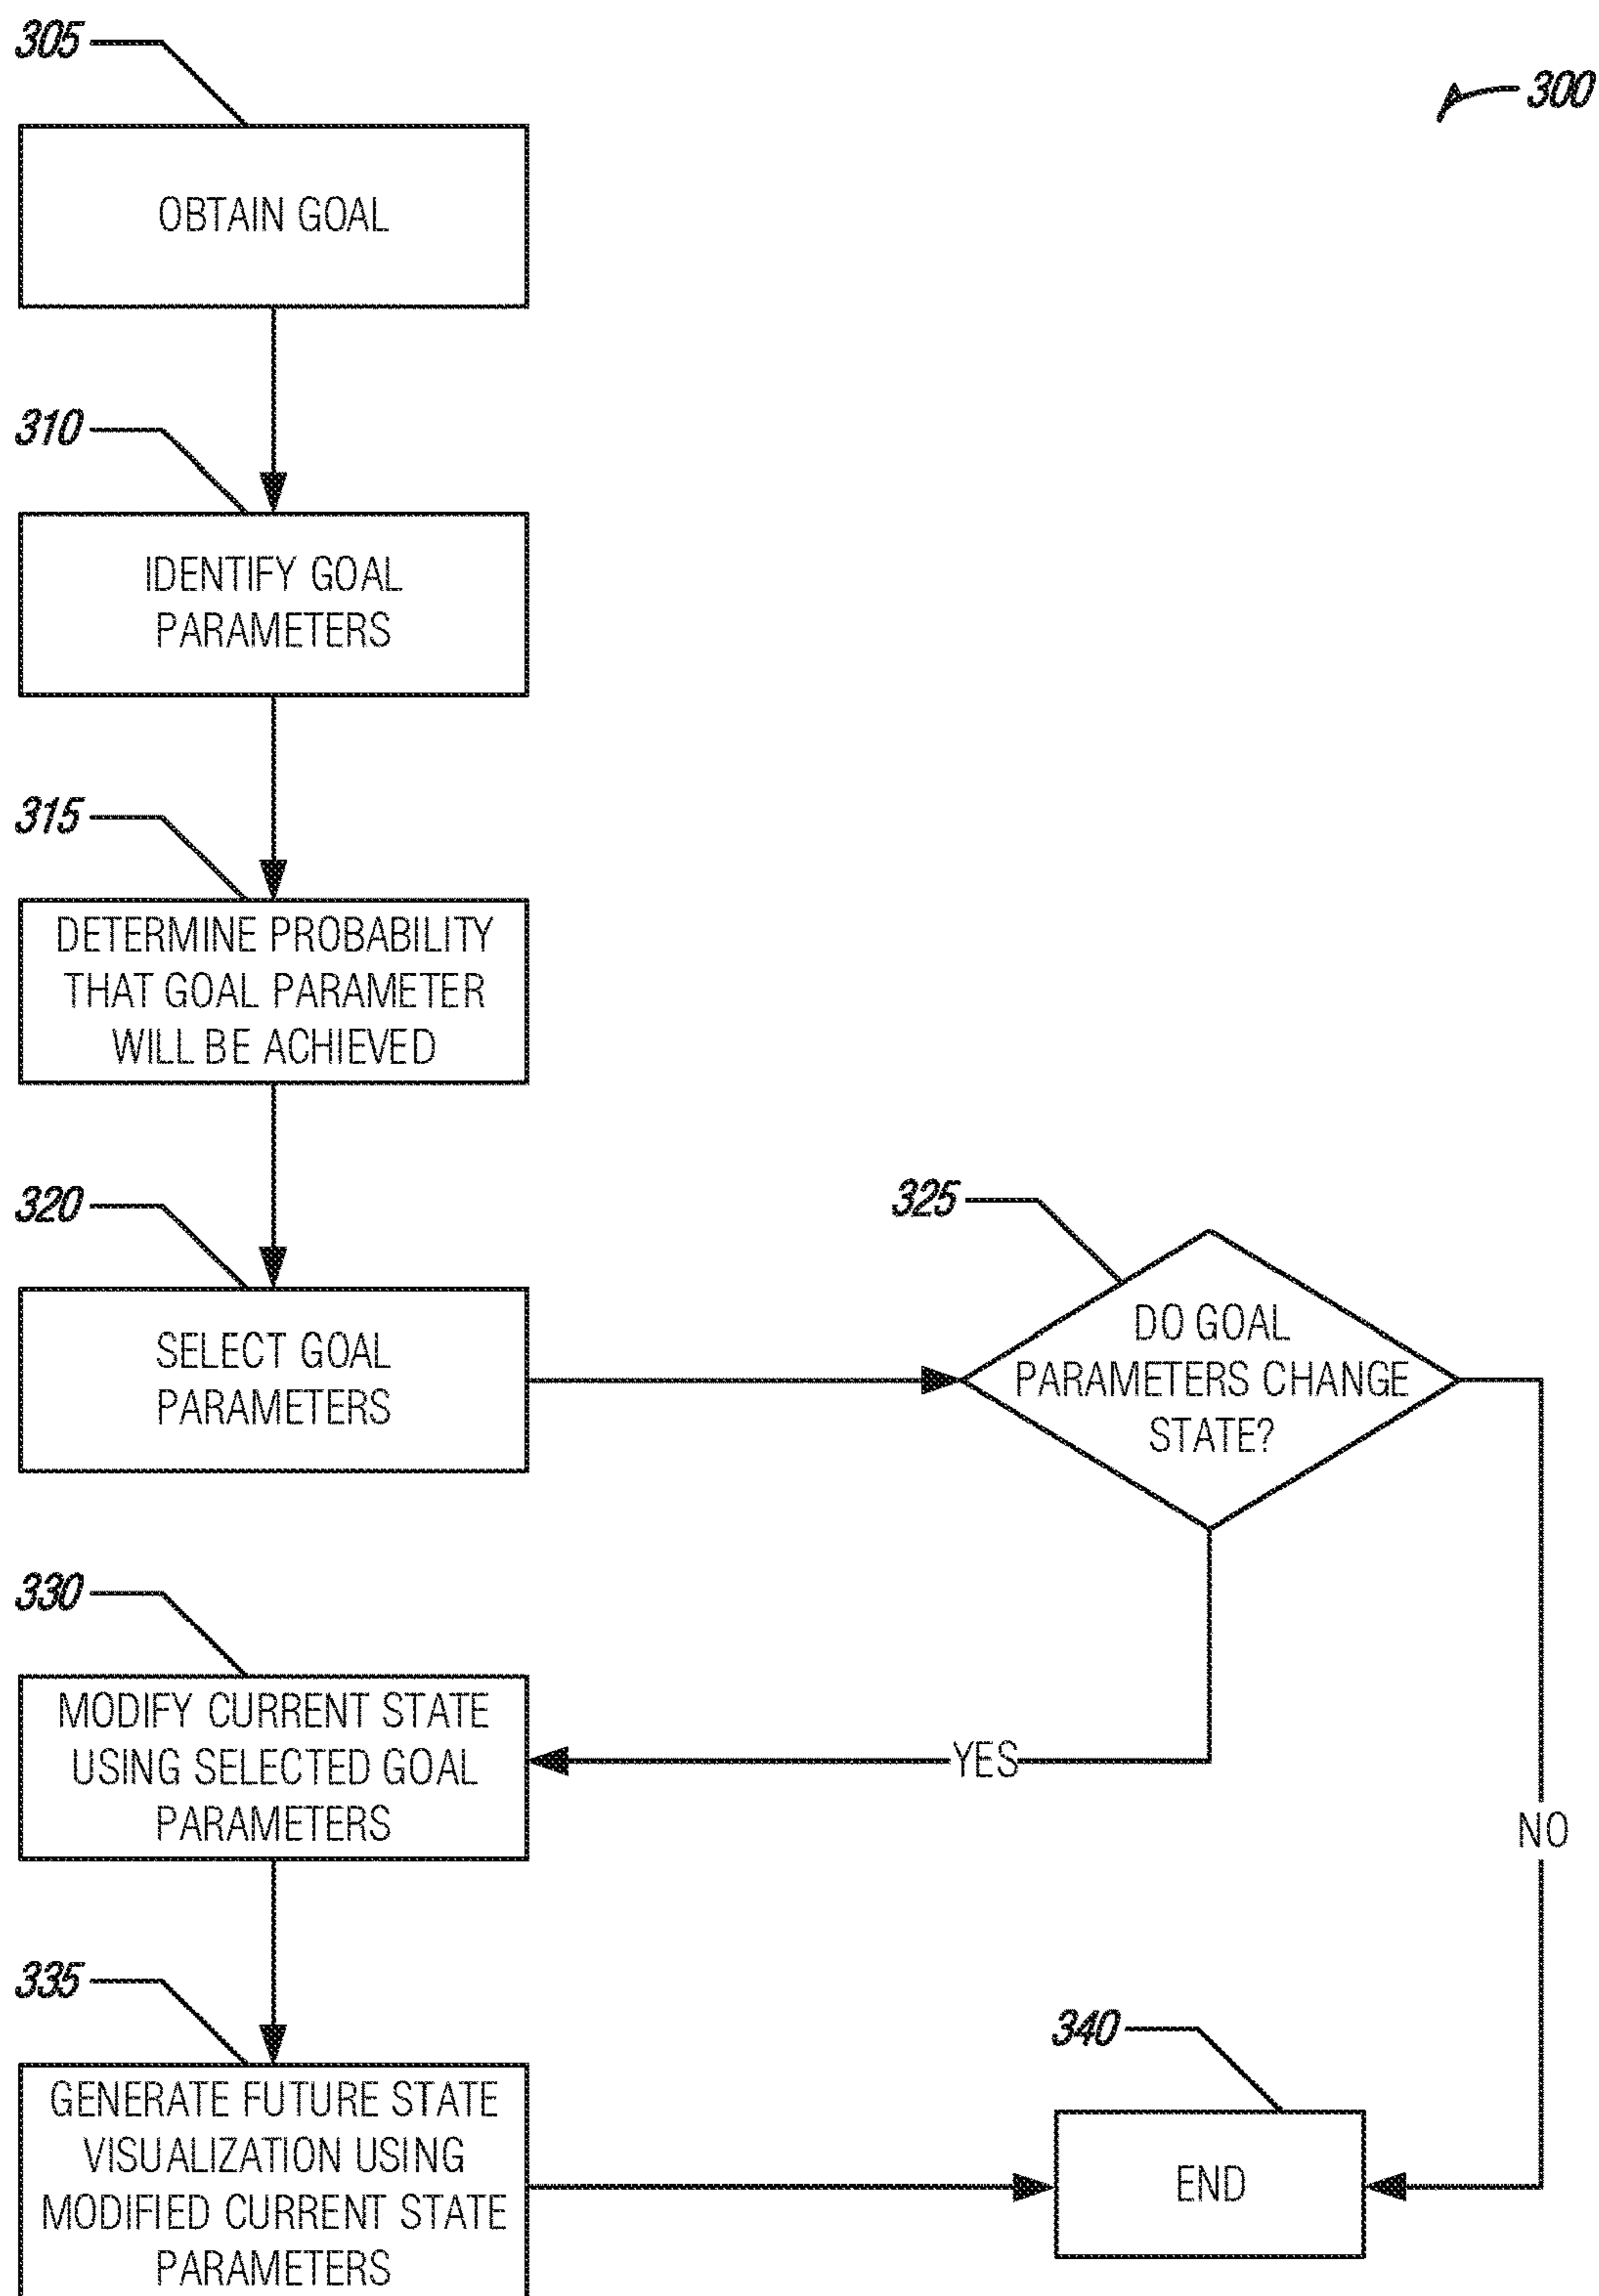 305
300
OBTAIN GOAL
310
IDENTIFY GOAL
PARAMETERS
315
DETERMINE PROBABILITY
THAT GOAL PARAMETER
WILL BE ACHIEVED
320
SELECT GOAL
PARAMETERS
325
DO GOAL
PARAMETERS CHANGE
STATE?
330
MODIFY CURRENT STATE
USING SELECTED GOAL
PARAMETERS
YES
NO
335
GENERATE FUTURE STATE
VISUALIZATION USING
MODIFIED CURRENT STATE
PARAMETERS
340
END